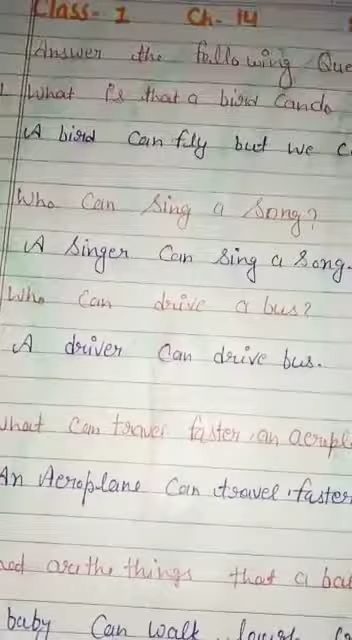 Class- 1 Ch- 14
Answer the following Que
1 What is that a bird Cando
A bird Can fly but we c
Who Can Sing a Song?
A Singer Can Sing a Song.
Who Can drive a bus?
A driver Can drive bus.
what Can travel faster, an aeropl
An Aeroplane Can travel faster
are the things that a ba
baby Can walk,